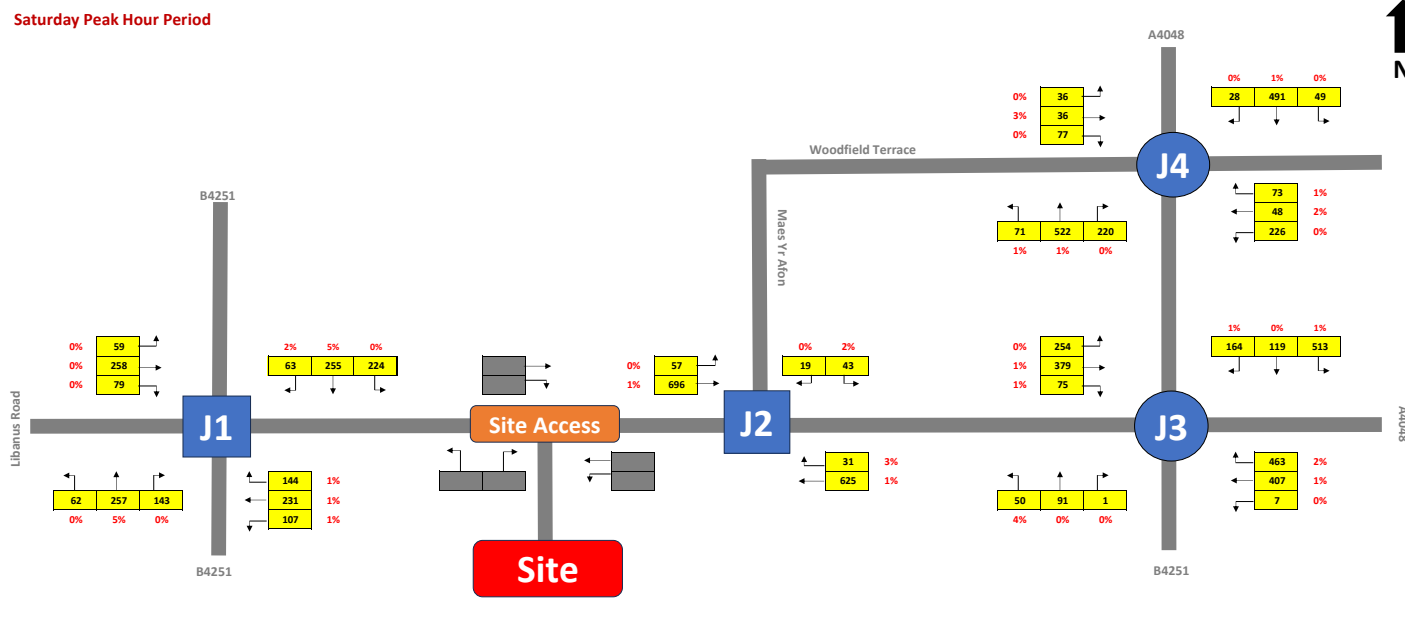 Saturday Peak Hour Period
N
A4048
0% 1% 0%
28 491 49
0% 36
3% 36
0% 77
Woodfield Terrace
J4
73 1%
48 2%
226 0%
71 522 220
1% 1% 0%
B4251
Maes Yr Afon
0% 59
0% 258
0% 79
2% 5% 0%
63 255 224
0% 57
1% 696
0% 2%
19 43
0% 254
1% 379
1% 75
1% 0% 1%
164 119 513
Libanus Road
J1
Site Access
J2
J3
A4048
62 257 143
0% 5% 0%
144 1%
231 1%
107 1%
31 3%
625 1%
50 91 1
4% 0% 0%
463 2%
407 1%
7 0%
B4251
Site
B4251